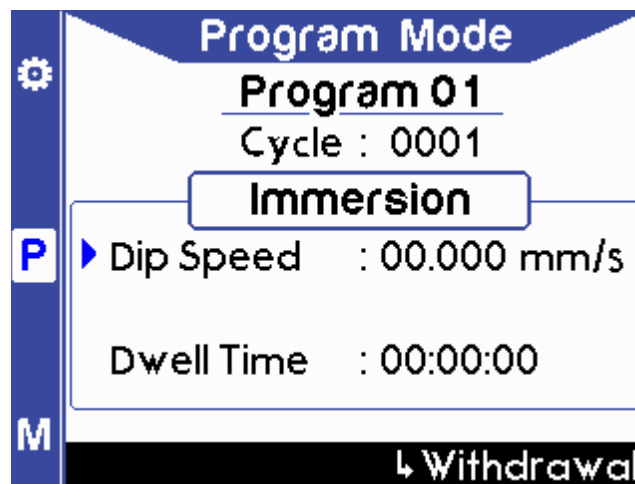 Program Mode
Program 01
Cycle : 0001
Immersion
P
Dip Speed : 00.000 mm/s
Dwell Time : 00:00:00
M
↳ Withdrawal